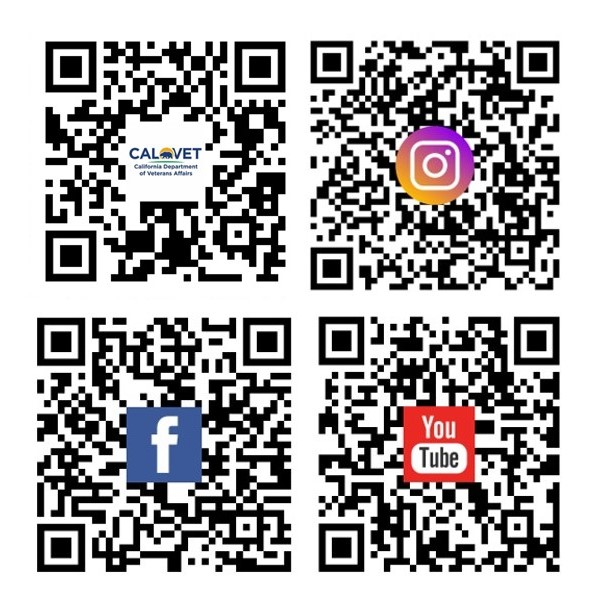 CALVET
California Department
of Veterans Affairs
You
Tube